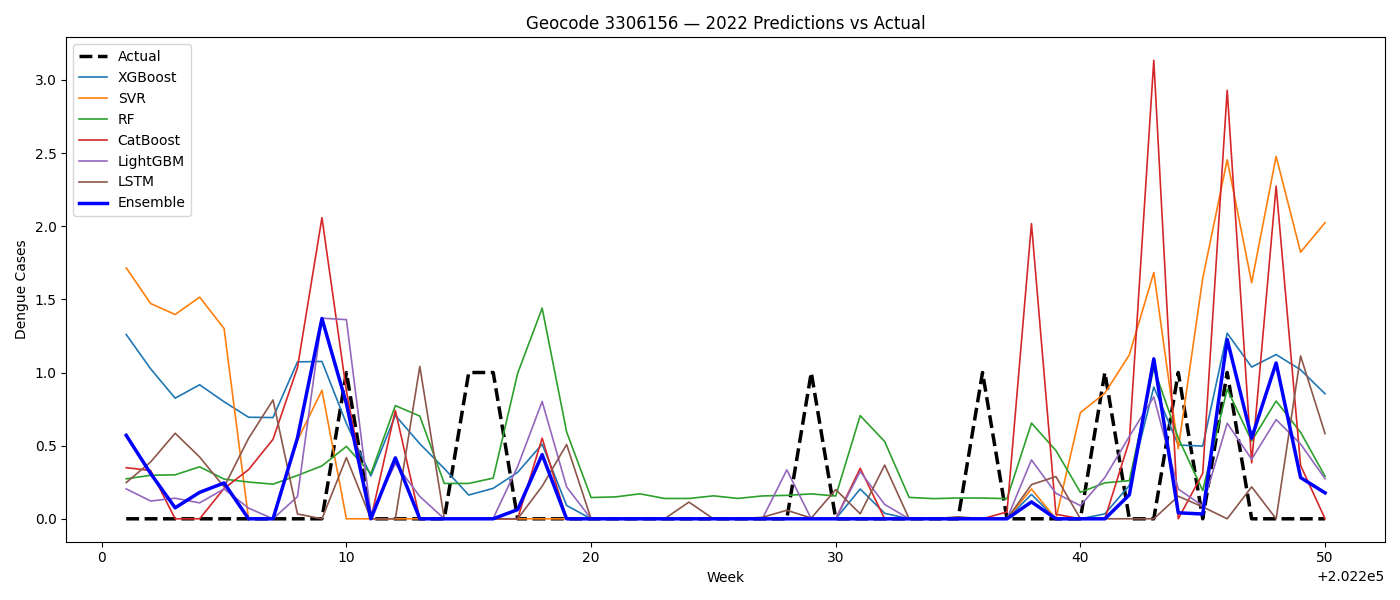 Geocode 3306156 — 2022 Predictions vs Actual
Actual
XGBoost
SVR
RF
CatBoost
LightGBM
LSTM
Ensemble
Dengue Cases
3.0
2.5
2.0
1.5
1.0
0.5
0.0
0 10 20 30 40 50
Week
+2.022e5